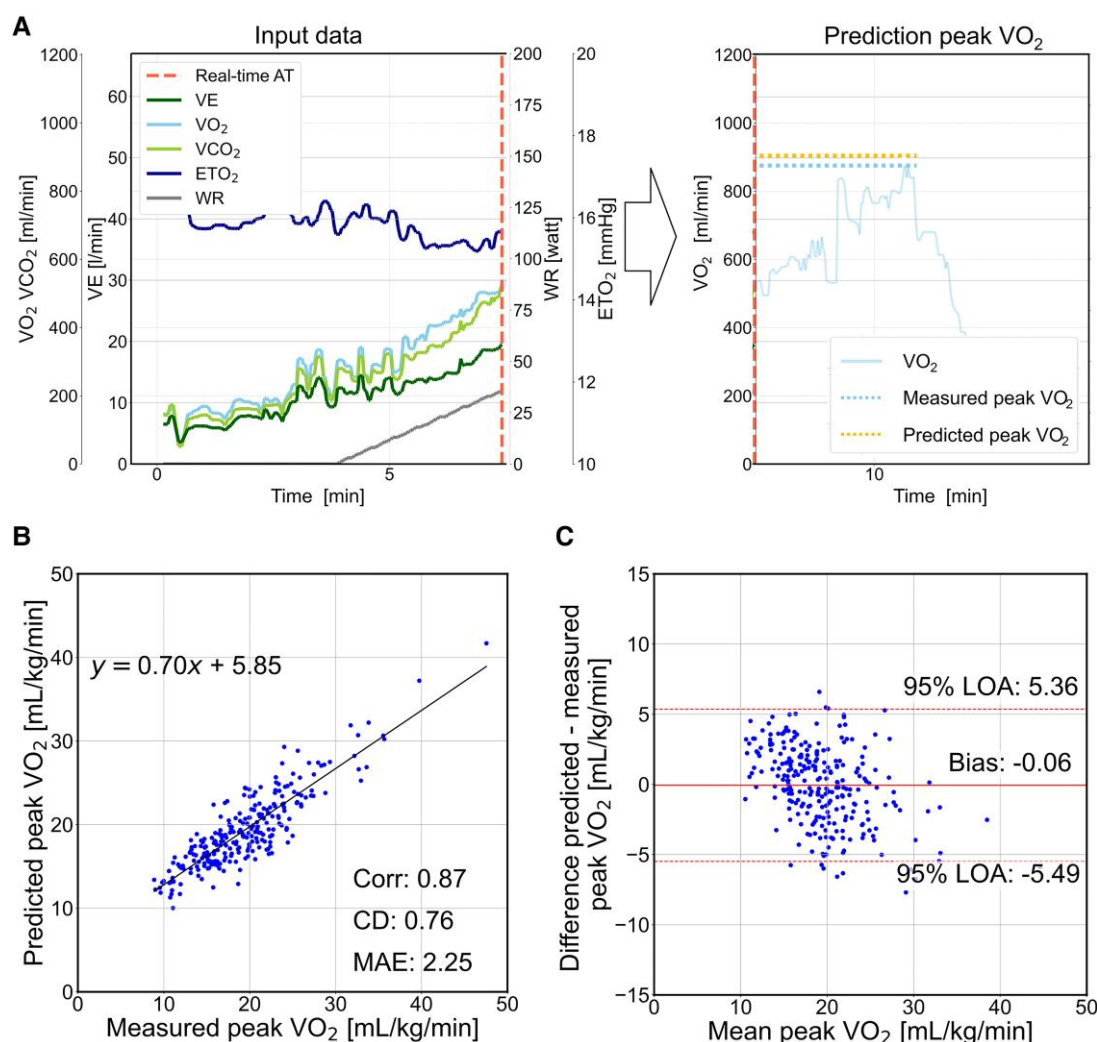 A
Input data
Prediction peak VO₂
1200
1000
800
600
400
200
0
VO₂ VCO₂ [ml/min]
60
50
40
30
20
10
0
VE [l/min]
Real-time AT
VE
VO₂
VCO₂
ETO₂
WR
0
5
Time [min]
200
175
150
125
100
75
50
25
0
WR [watt]
20
18
16
14
12
10
ETO₂ [mmHg]
1200
1000
800
600
400
200
0
VO₂ [ml/min]
VO₂
Measured peak VO₂
Predicted peak VO₂
10
Time [min]
B
50
40
30
20
10
0
Predicted peak VO₂ [mL/kg/min]
y = 0.70x + 5.85
Corr: 0.87
CD: 0.76
MAE: 2.25
0
10
20
30
40
50
Measured peak VO₂ [mL/kg/min]
C
15
10
5
0
−5
−10
−15
Difference predicted - measured
peak VO₂ [mL/kg/min]
95% LOA: 5.36
Bias: -0.06
95% LOA: -5.49
0
10
20
30
40
50
Mean peak VO₂ [mL/kg/min]